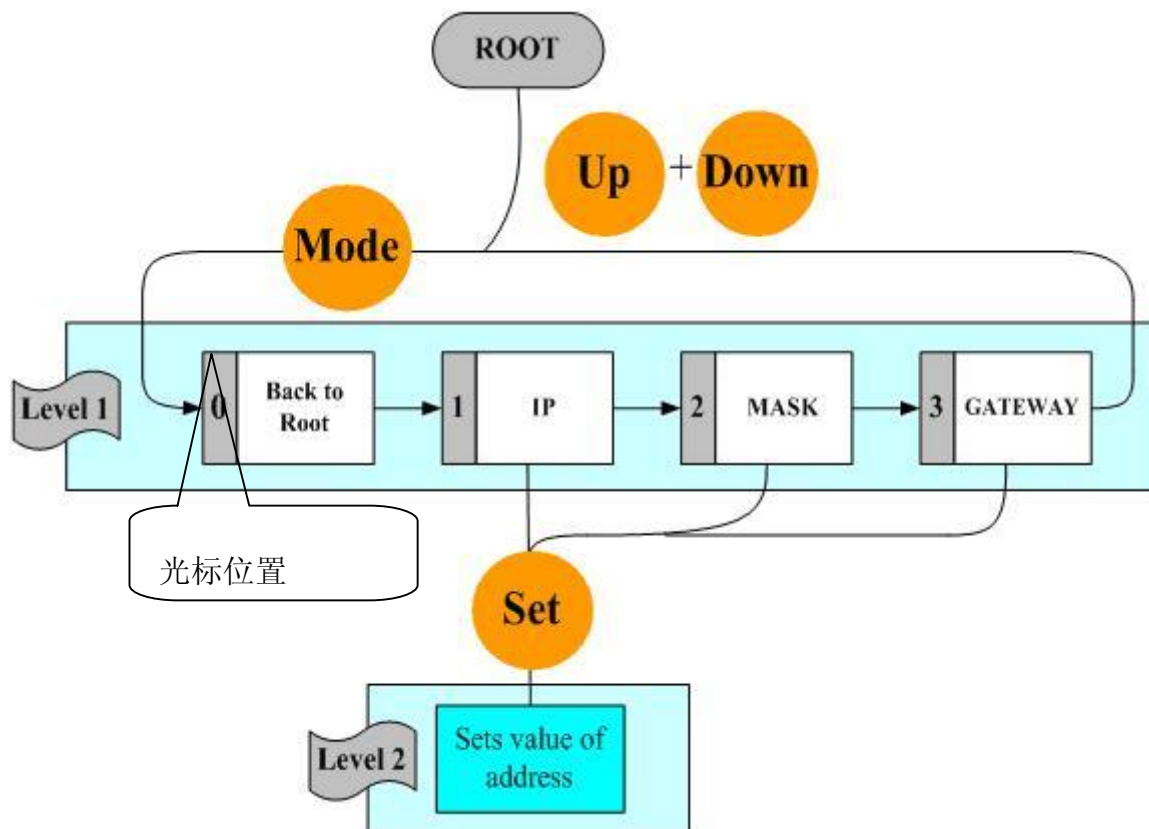 ROOT
Up + Down
Mode
Level 1
0
Back to
Root
1
IP
2
MASK
3
GATEWAY
光标位置
Set
Level 2
Sets value of
address